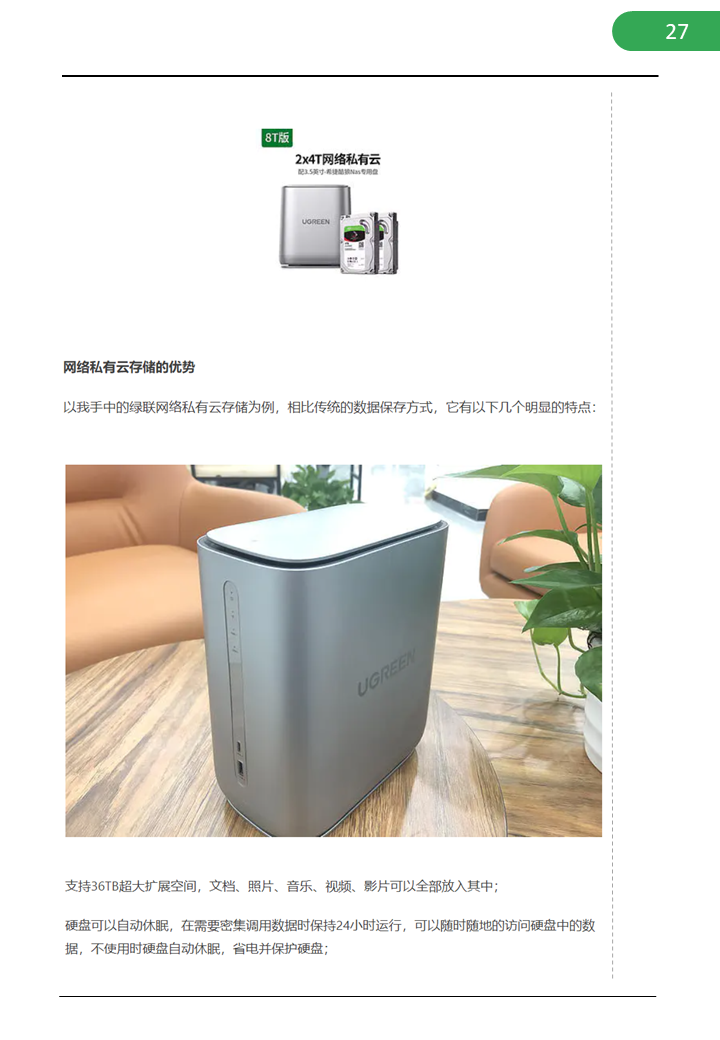 27
8T版
2x4T网络私有云
配3.5英寸-希捷酷狼Nas专用盘
UGREEN
网络私有云存储的优势
以我手中的绿联网络私有云存储为例，相比传统的数据保存方式，它有以下几个明显的特点：
UGREEN
支持36TB超大扩展空间，文档、照片、音乐、视频、影片可以全部放入其中；
硬盘可以自动休眠，在需要密集调用数据时保持24小时运行，可以随时随地的访问硬盘中的数
据，不使用时硬盘自动休眠，省电并保护硬盘；